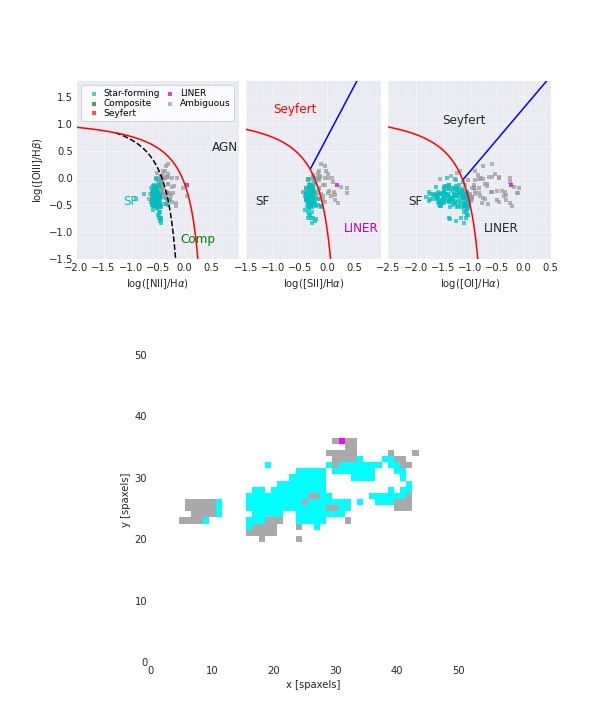 Star-forming
Composite
Seyfert
LINER
Ambiguous
1.5
1.0
0.5
0.0
−0.5
−1.0
−1.5
log([OIII]/Hβ)
AGN
SF
Comp
−2.0 −1.5 −1.0 −0.5 0.0 0.5
log([NII]/Hα)
Seyfert
SF
LINER
−1.5 −1.0 −0.5 0.0 0.5
log([SII]/Hα)
Seyfert
SF
LINER
−2.5 −2.0 −1.5 −1.0 −0.5 0.0 0.5
log([OI]/Hα)
50
40
30
20
10
0
y [spaxels]
0 10 20 30 40 50
x [spaxels]